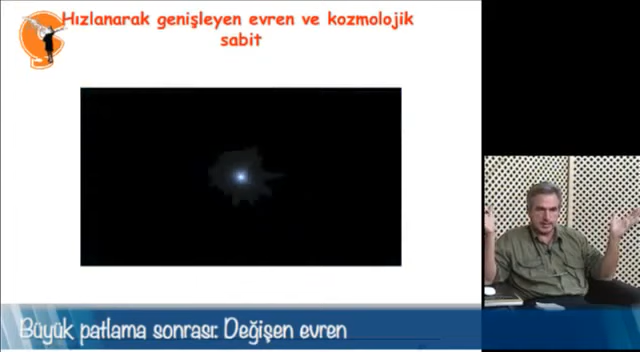 Hızlanarak genişleyen evren ve kozmolojik
sabit
Büyük patlama sonrası: Değişen evren